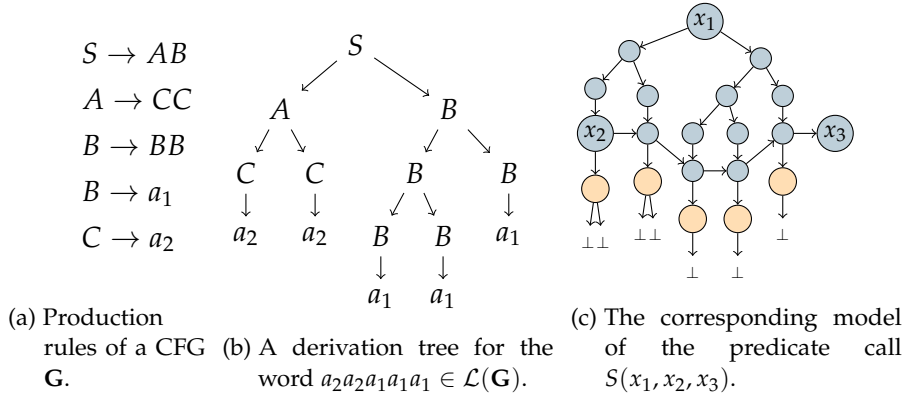 S → AB
A → CC
B → BB
B → a₁
C → a₂
S
A B
C C B B
a₂ a₂ B B a₁
a₁ a₁
x₁
x₂ x₃
⊥⊥ ⊥⊥ ⊥
⊥ ⊥
(a) Production
rules of a CFG
G.
(b) A derivation tree for the
word a₂a₂a₁a₁a₁ ∈ ℒ(G).
(c) The corresponding model
of the predicate call
S(x₁, x₂, x₃).